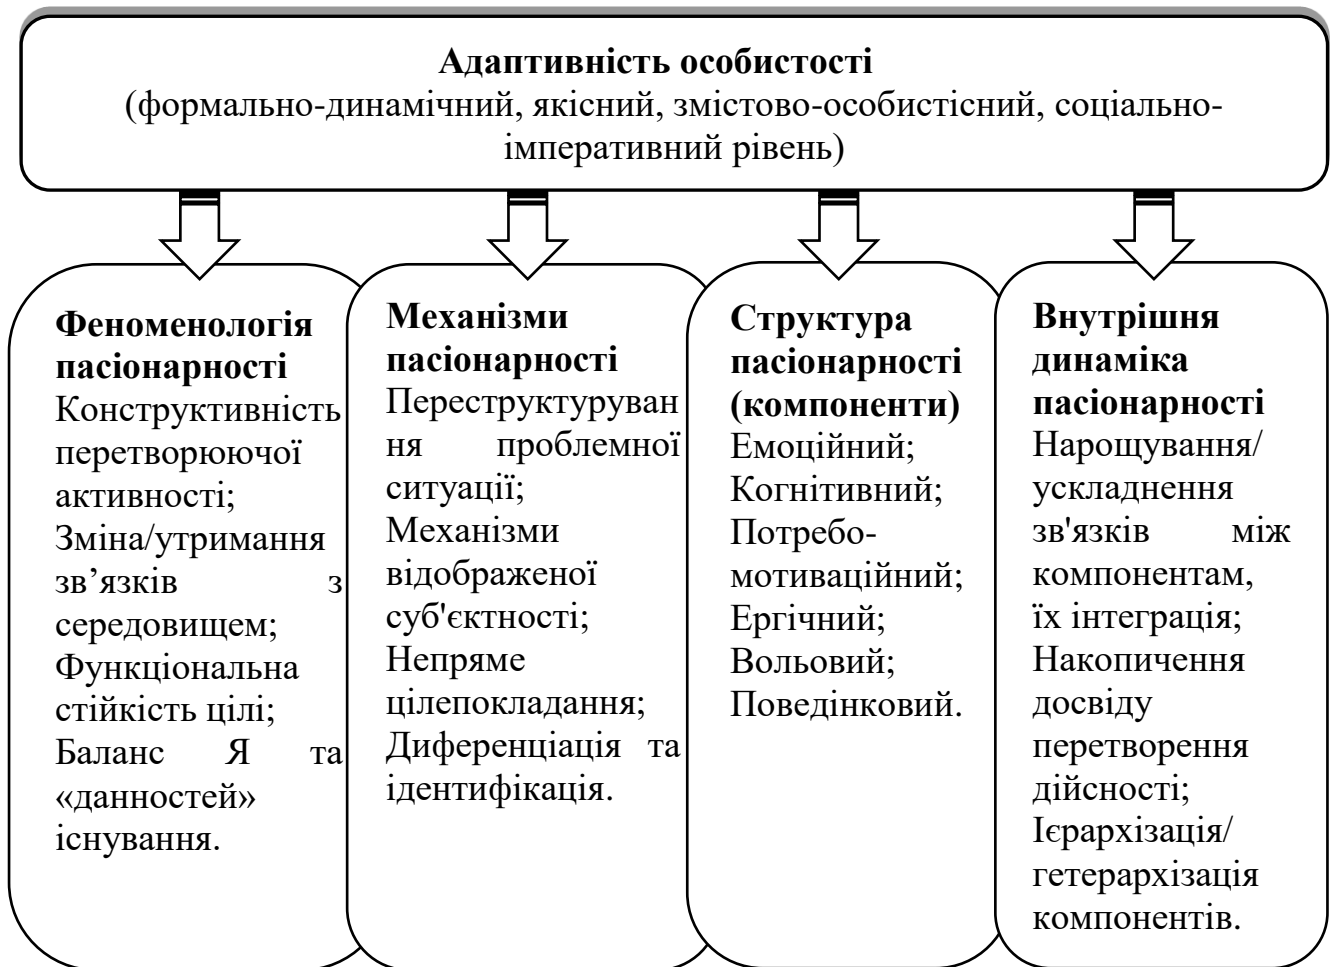 Адаптивність особистості
(формально-динамічний, якісний, змістово-особистісний, соціально-
імперативний рівень)
Феноменологія
пасіонарності
Конструктивність
перетворюючої
активності;
Зміна/утримання
зв’язків з
середовищем;
Функціональна
стійкість цілі;
Баланс Я та
«данностей»
існування.
Механізми
пасіонарності
Переструктуруван
ня проблемної
ситуації;
Механізми
відображеної
суб'єктності;
Непряме
цілепокладання;
Диференціація та
ідентифікація.
Структура
пасіонарності
(компоненти)
Емоційний;
Когнітивний;
Потребо-
мотиваційний;
Ергічний;
Вольовий;
Поведінковий.
Внутрішня
динаміка
пасіонарності
Нарощування/
ускладнення
зв'язків між
компонентам,
їх інтеграція;
Накопичення
досвіду
перетворення
дійсності;
Ієрархізація/
гетерархізація
компонентів.